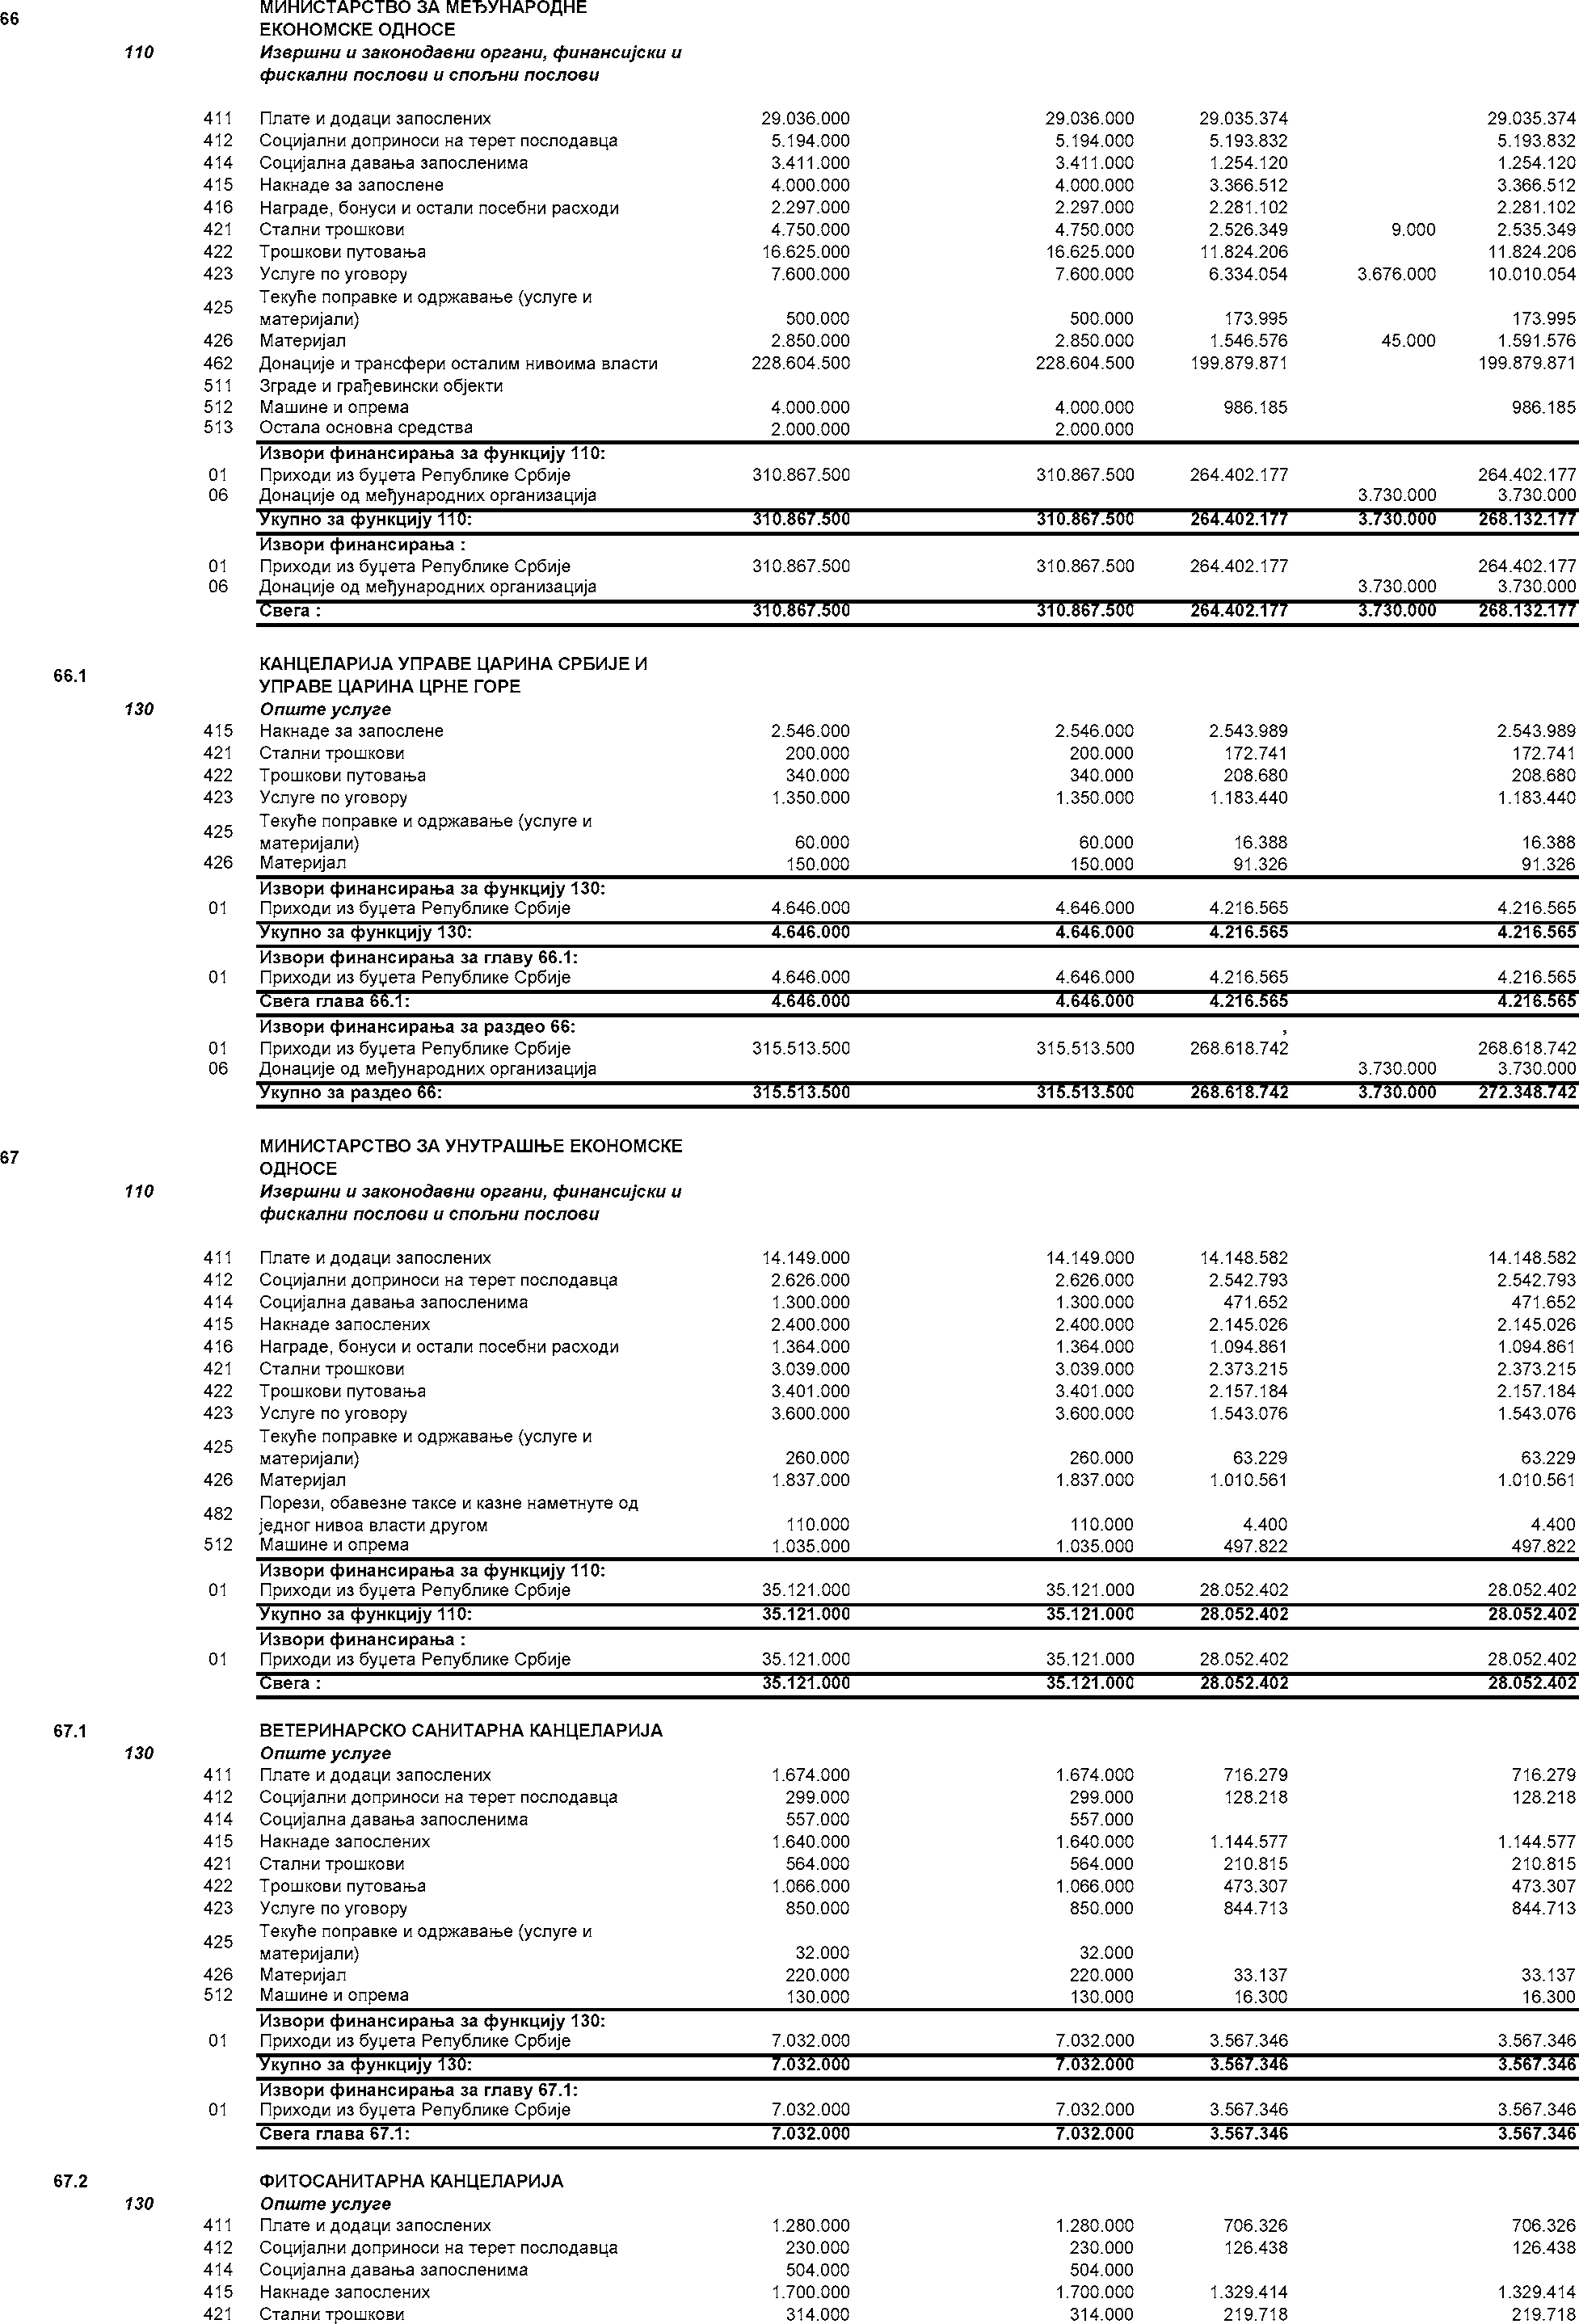 66 МИНИСТАРСТВО ЗА МЕЂУНАРОДНЕ
ЕКОНОМСКЕ ОДНОСЕ
110 Извршни и законодавни органи, финансијски и
фискални послови и спољни послови
411 Плате и додаци запослених 29.036.000 29.036.000 29.035.374 29.035.374
412 Социјални доприноси на терет послодавца 5.194.000 5.194.000 5.193.832 5.193.832
414 Социјална давања запосленима 3.411.000 3.411.000 1.254.120 1.254.120
415 Накнаде за запослене 4.000.000 4.000.000 3.366.512 3.366.512
416 Награде, бонуси и остали посебни расходи 2.297.000 2.297.000 2.281.102 2.281.102
421 Стални трошкови 4.750.000 4.750.000 2.526.349 9.000 2.535.349
422 Трошкови путовања 16.625.000 16.625.000 11.824.206 11.824.206
423 Услуге по уговору 7.600.000 7.600.000 6.334.054 3.676.000 10.010.054
425 Текуће поправке и одржавање (услуге и
материјали) 500.000 500.000 173.995 173.995
426 Материјал 2.850.000 2.850.000 1.546.576 45.000 1.591.576
462 Донације и трансфери осталим нивоима власти 228.604.500 228.604.500 199.879.871 199.879.871
511 Зграде и грађевински објекти
512 Машине и опрема 4.000.000 4.000.000 986.185 986.185
513 Остала основна средства 2.000.000 2.000.000
Извори финансирања за функцију 110:
01 Приходи из буџета Републике Србије 310.867.500 310.867.500 264.402.177 264.402.177
06 Донације од међународних организација 3.730.000 3.730.000
Укупно за функцију 110: 310.867.500 310.867.500 264.402.177 3.730.000 268.132.177
Извори финансирања :
01 Приходи из буџета Републике Србије 310.867.500 310.867.500 264.402.177 264.402.177
06 Донације од међународних организација 3.730.000 3.730.000
Свега : 310.867.500 310.867.500 264.402.177 3.730.000 268.132.177
66.1 КАНЦЕЛАРИЈА УПРАВЕ ЦАРИНА СРБИЈЕ И
УПРАВЕ ЦАРИНА ЦРНЕ ГОРЕ
130 Опште услуге
415 Накнаде за запослене 2.546.000 2.546.000 2.543.989 2.543.989
421 Стални трошкови 200.000 200.000 172.741 172.741
422 Трошкови путовања 340.000 340.000 208.680 208.680
423 Услуге по уговору 1.350.000 1.350.000 1.183.440 1.183.440
425 Текуће поправке и одржавање (услуге и
материјали) 60.000 60.000 16.388 16.388
426 Материјал 150.000 150.000 91.326 91.326
Извори финансирања за функцију 130:
01 Приходи из буџета Републике Србије 4.646.000 4.646.000 4.216.565 4.216.565
Укупно за функцију 130: 4.646.000 4.646.000 4.216.565 4.216.565
Извори финансирања за главу 66.1:
01 Приходи из буџета Републике Србије 4.646.000 4.646.000 4.216.565 4.216.565
Свега глава 66.1: 4.646.000 4.646.000 4.216.565 4.216.565
Извори финансирања за раздео 66: ,
01 Приходи из буџета Републике Србије 315.513.500 315.513.500 268.618.742 268.618.742
06 Донације од међународних организација 3.730.000 3.730.000
Укупно за раздео 66: 315.513.500 315.513.500 268.618.742 3.730.000 272.348.742
67 МИНИСТАРСТВО ЗА УНУТРАШЊЕ ЕКОНОМСКЕ
ОДНОСЕ
110 Извршни и законодавни органи, финансијски и
фискални послови и спољни послови
411 Плате и додаци запослених 14.149.000 14.149.000 14.148.582 14.148.582
412 Социјални доприноси на терет послодавца 2.626.000 2.626.000 2.542.793 2.542.793
414 Социјална давања запосленима 1.300.000 1.300.000 471.652 471.652
415 Накнаде запослених 2.400.000 2.400.000 2.145.026 2.145.026
416 Награде, бонуси и остали посебни расходи 1.364.000 1.364.000 1.094.861 1.094.861
421 Стални трошкови 3.039.000 3.039.000 2.373.215 2.373.215
422 Трошкови путовања 3.401.000 3.401.000 2.157.184 2.157.184
423 Услуге по уговору 3.600.000 3.600.000 1.543.076 1.543.076
425 Текуће поправке и одржавање (услуге и
материјали) 260.000 260.000 63.229 63.229
426 Материјал 1.837.000 1.837.000 1.010.561 1.010.561
482 Порези, обавезне таксе и казне наметнуте од
једног нивоа власти другом 110.000 110.000 4.400 4.400
512 Машине и опрема 1.035.000 1.035.000 497.822 497.822
Извори финансирања за функцију 110:
01 Приходи из буџета Републике Србије 35.121.000 35.121.000 28.052.402 28.052.402
Укупно за функцију 110: 35.121.000 35.121.000 28.052.402 28.052.402
Извори финансирања :
01 Приходи из буџета Републике Србије 35.121.000 35.121.000 28.052.402 28.052.402
Свега : 35.121.000 35.121.000 28.052.402 28.052.402
67.1 ВЕТЕРИНАРСКО САНИТАРНА КАНЦЕЛАРИЈА
130 Опште услуге
411 Плате и додаци запослених 1.674.000 1.674.000 716.279 716.279
412 Социјални доприноси на терет послодавца 299.000 299.000 128.218 128.218
414 Социјална давања запосленима 557.000 557.000
415 Накнаде запослених 1.640.000 1.640.000 1.144.577 1.144.577
421 Стални трошкови 564.000 564.000 210.815 210.815
422 Трошкови путовања 1.066.000 1.066.000 473.307 473.307
423 Услуге по уговору 850.000 850.000 844.713 844.713
425 Текуће поправке и одржавање (услуге и
материјали) 32.000 32.000
426 Материјал 220.000 220.000 33.137 33.137
512 Машине и опрема 130.000 130.000 16.300 16.300
Извори финансирања за функцију 130:
01 Приходи из буџета Републике Србије 7.032.000 7.032.000 3.567.346 3.567.346
Укупно за функцију 130: 7.032.000 7.032.000 3.567.346 3.567.346
Извори финансирања за главу 67.1:
01 Приходи из буџета Републике Србије 7.032.000 7.032.000 3.567.346 3.567.346
Свега глава 67.1: 7.032.000 7.032.000 3.567.346 3.567.346
67.2 ФИТОСАНИТАРНА КАНЦЕЛАРИЈА
130 Опште услуге
411 Плате и додаци запослених 1.280.000 1.280.000 706.326 706.326
412 Социјални доприноси на терет послодавца 230.000 230.000 126.438 126.438
414 Социјална давања запосленима 504.000 504.000
415 Накнаде запослених 1.700.000 1.700.000 1.329.414 1.329.414
421 Стални трошкови 314.000 314.000 219.718 219.718